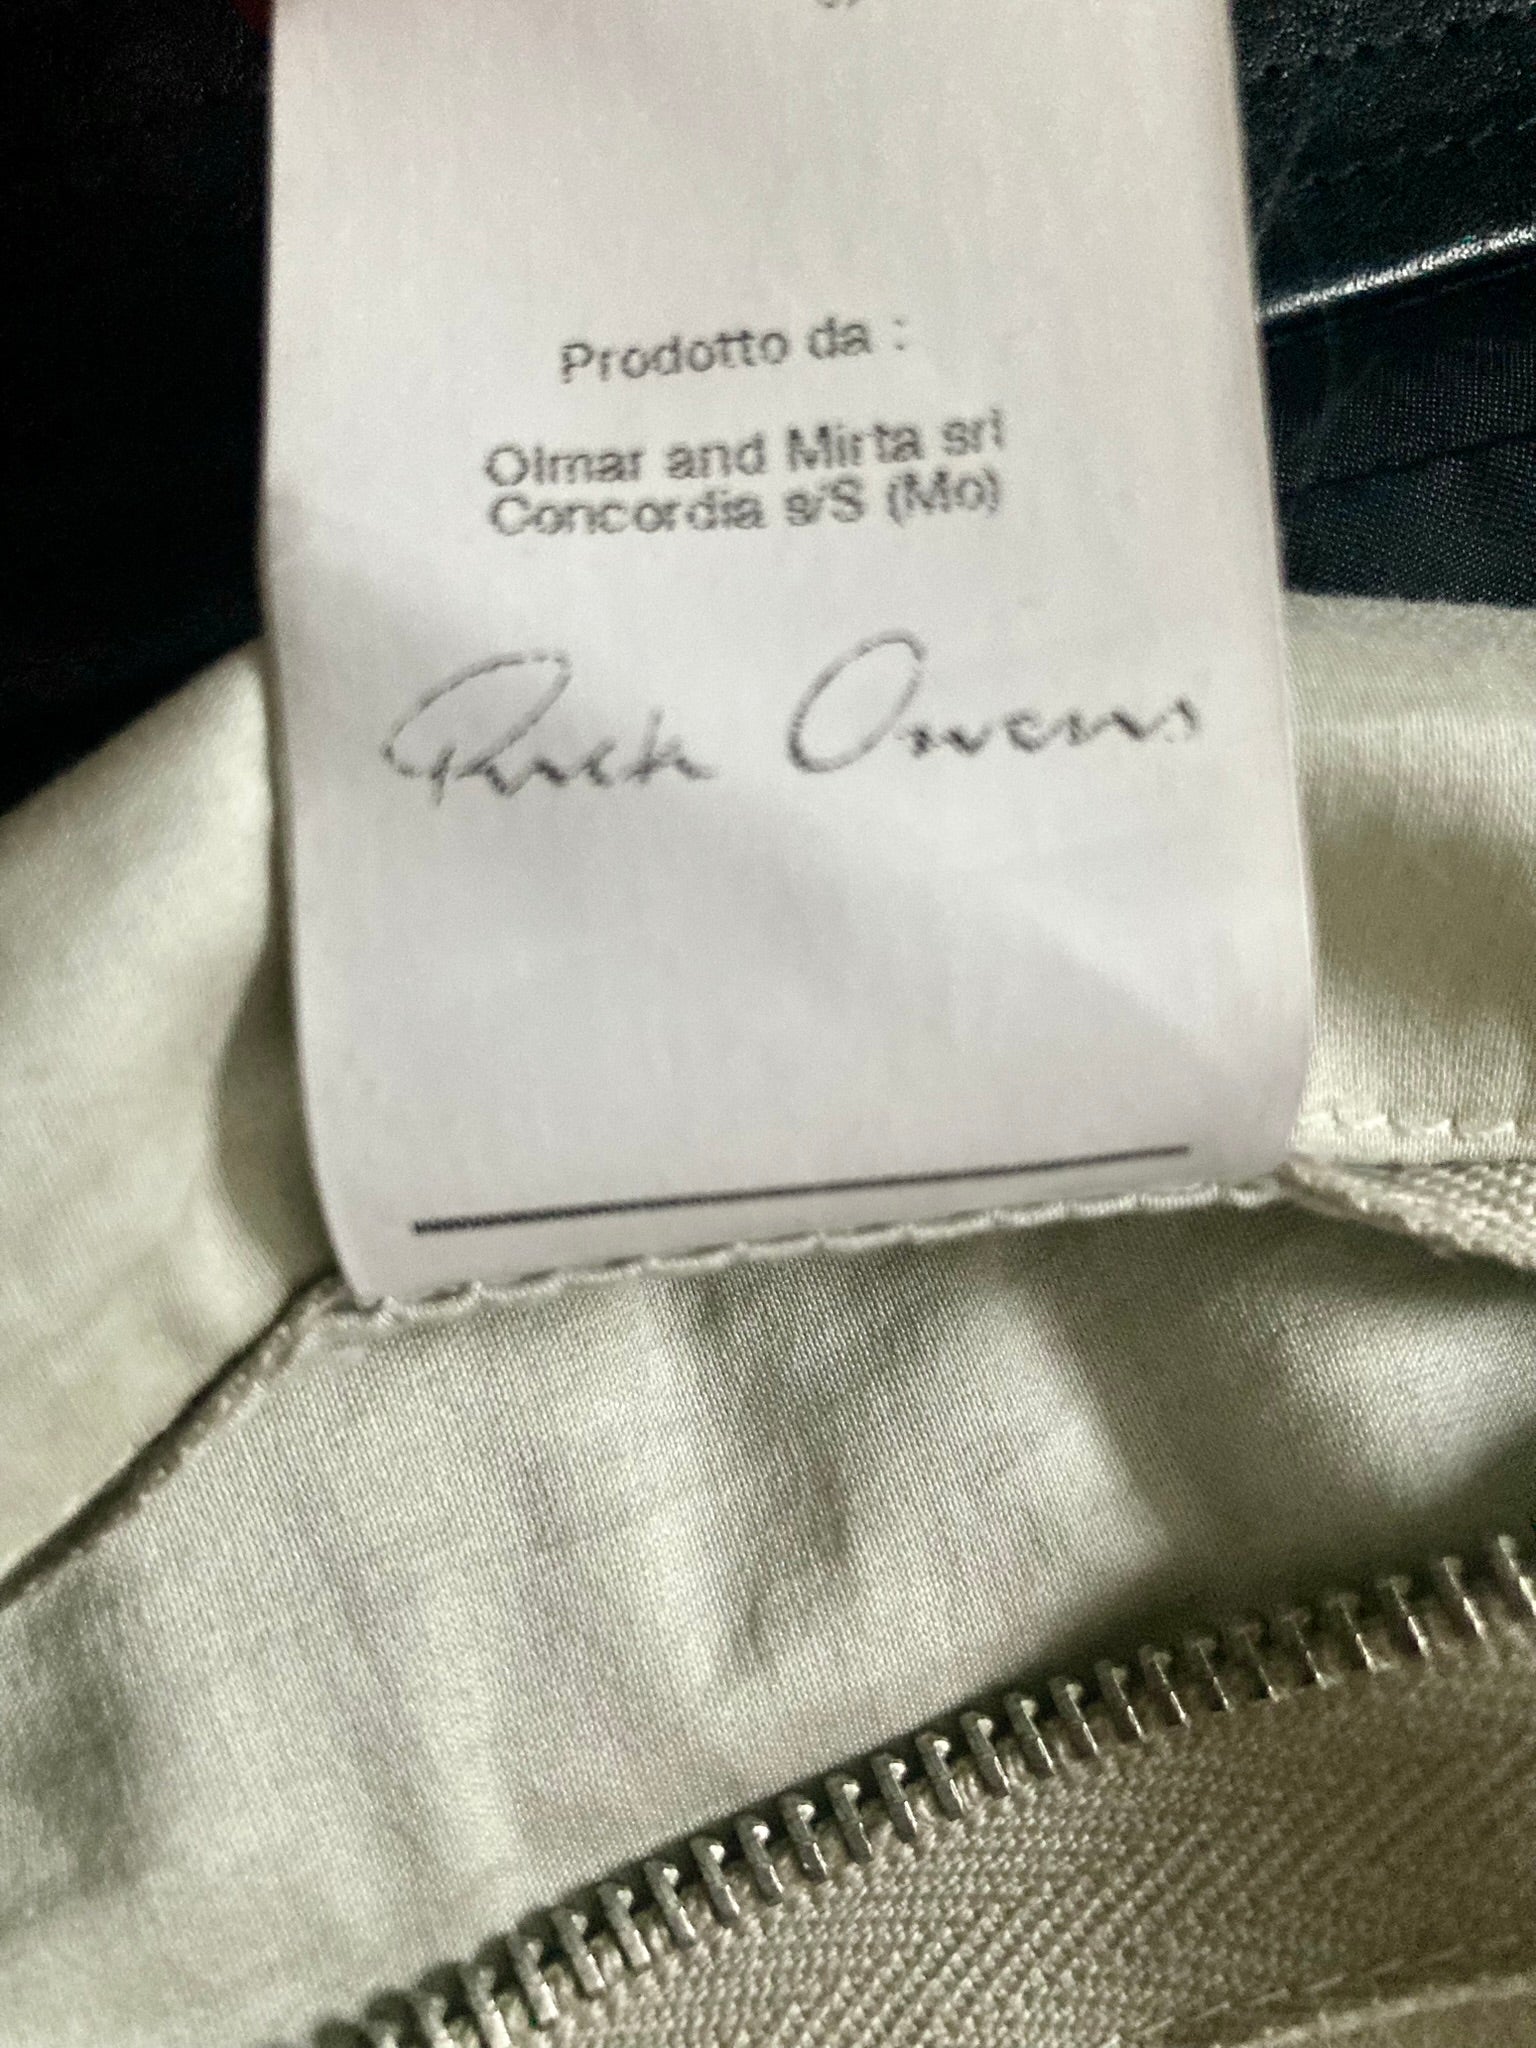 Prodotto da :
Olmar and Mirta srl
Concordia s/S (Mo)
Rick Owens